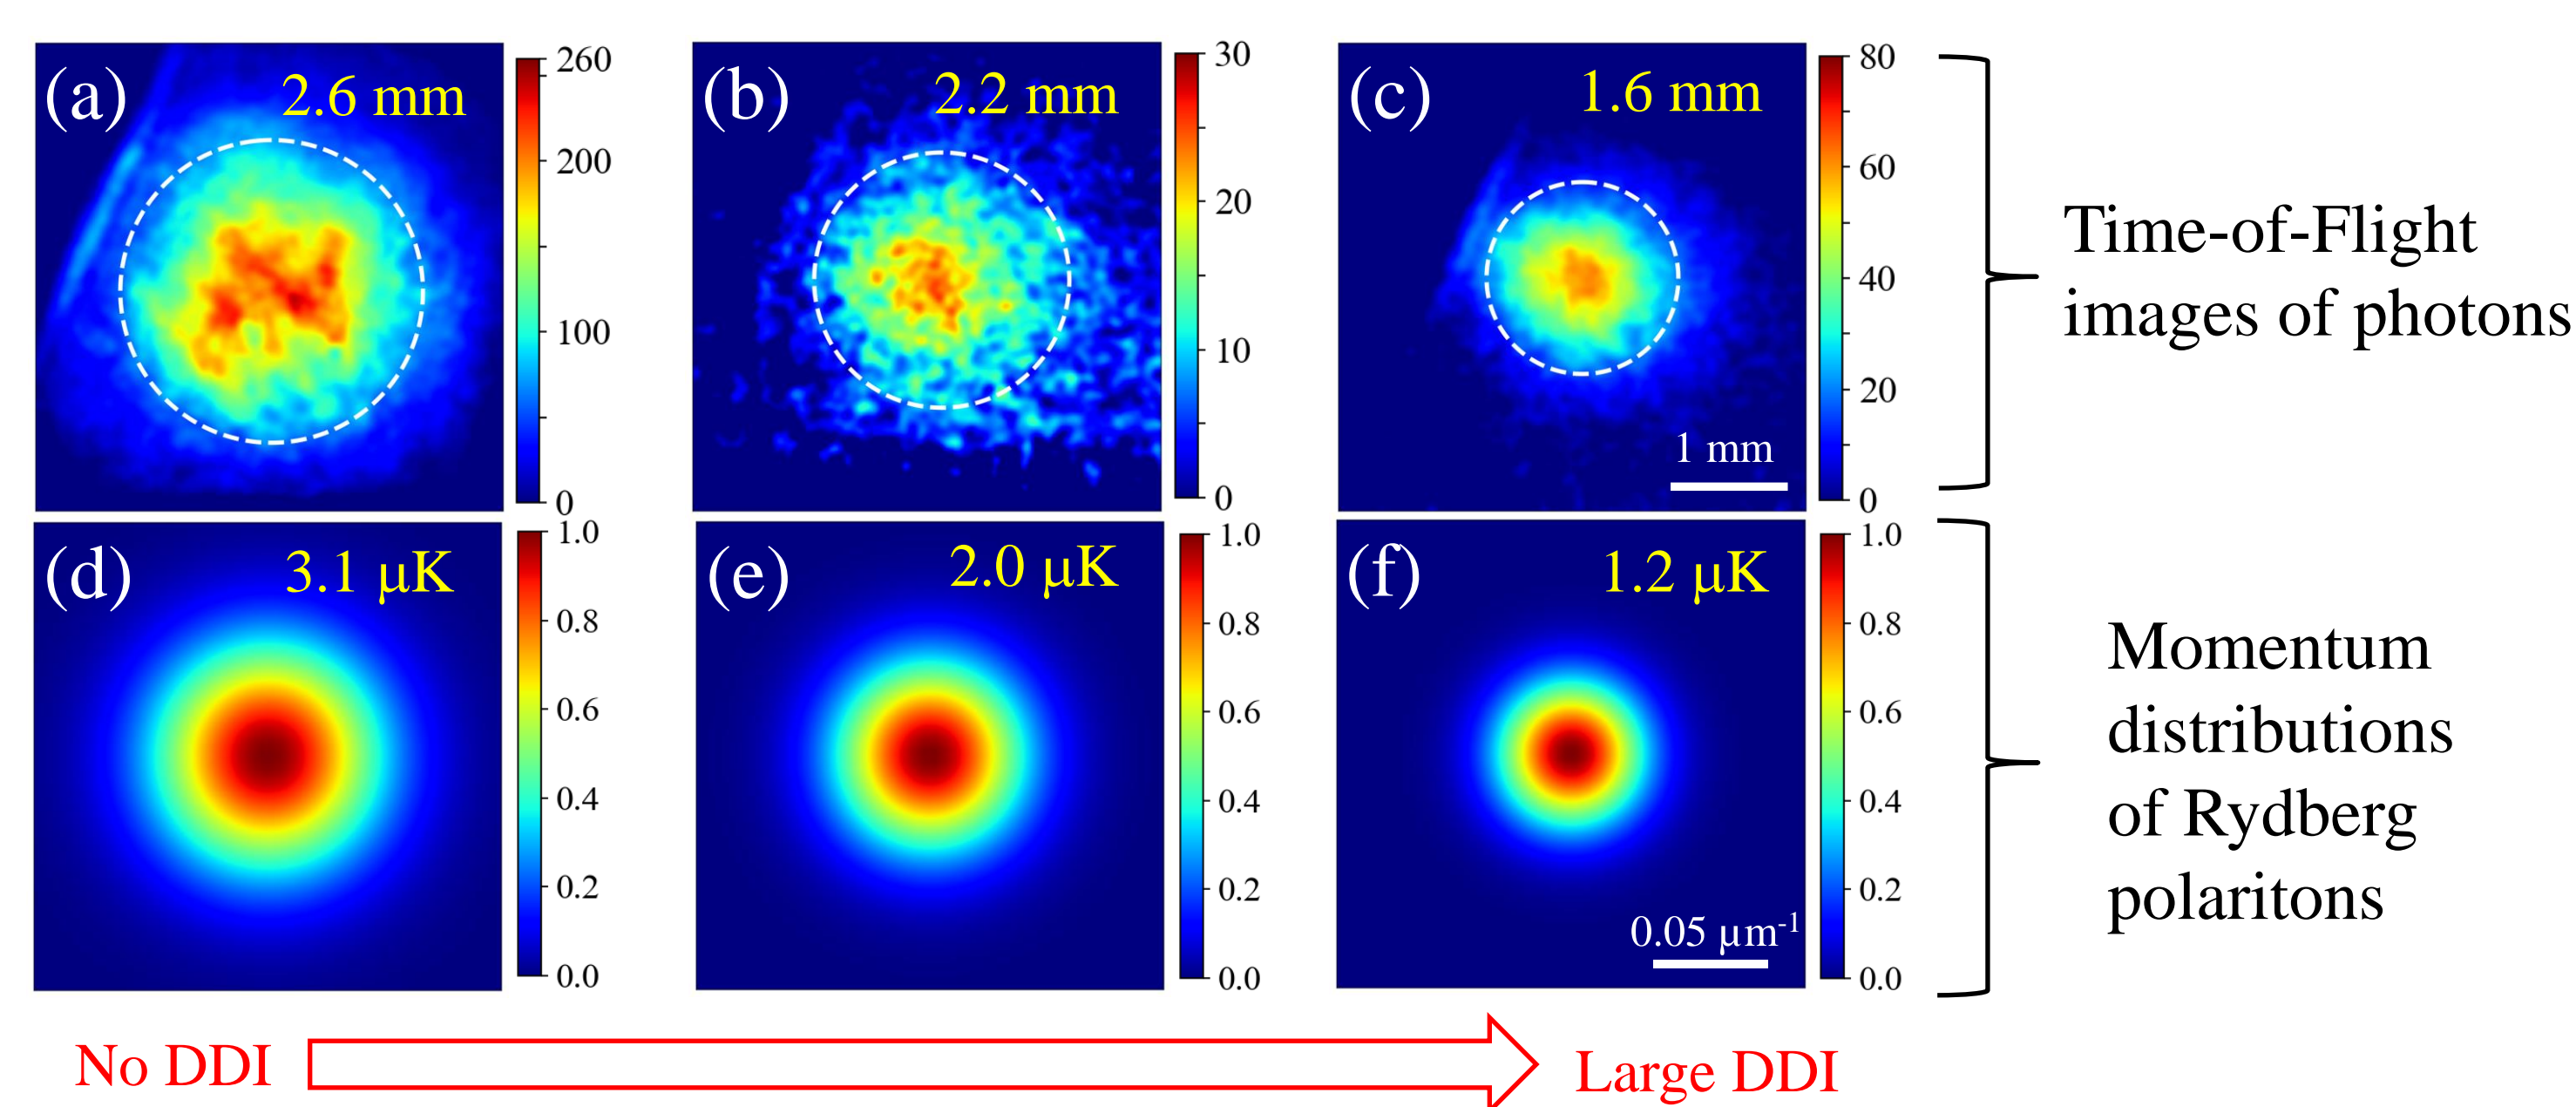 (a) 2.6 mm
260
200
100
0
(b) 2.2 mm
30
20
10
0
(c) 1.6 mm
1 mm
80
60
40
20
0
Time-of-Flight
images of photons
(d) 3.1 μK
1.0
0.8
0.6
0.4
0.2
0.0
(e) 2.0 μK
1.0
0.8
0.6
0.4
0.2
0.0
(f) 1.2 μK
0.05 μm⁻¹
1.0
0.8
0.6
0.4
0.2
0.0
Momentum
distributions
of Rydberg
polaritons
No DDI
Large DDI